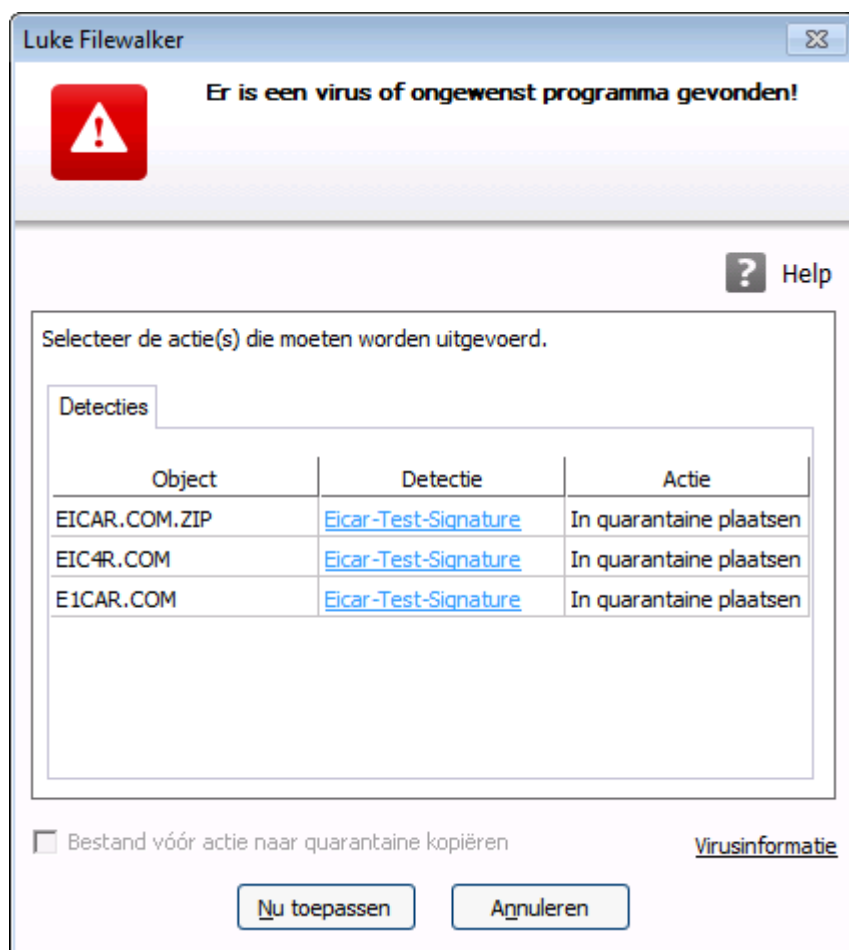 Luke Filewalker
Er is een virus of ongewenst programma gevonden!
? Help
Selecteer de actie(s) die moeten worden uitgevoerd.
Detecties
Object Detectie Actie
EICAR.COM.ZIP Eicar-Test-Signature In quarantaine plaatsen
EIC4R.COM Eicar-Test-Signature In quarantaine plaatsen
E1CAR.COM Eicar-Test-Signature In quarantaine plaatsen
Bestand vóór actie naar quarantaine kopiëren Virusinformatie
Nu toepassen Annuleren